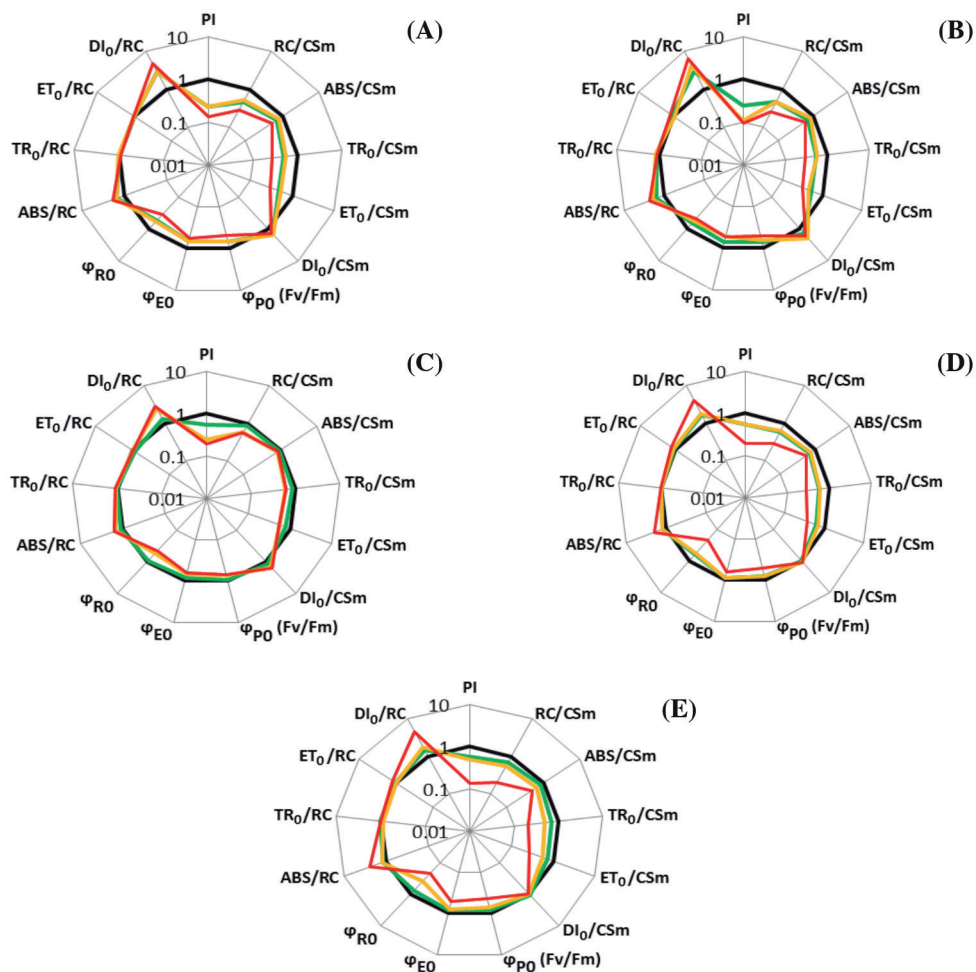 PI
(A)
10
DI₀/RC
RC/CSm
ET₀/RC
1
ABS/CSm
0.1
TR₀/RC
0.01
TR₀/CSm
ABS/RC
ET₀/CSm
φR0
DI₀/CSm
φE0
φP0 (Fv/Fm)
PI
(B)
10
DI₀/RC
RC/CSm
ET₀/RC
1
ABS/CSm
0.1
TR₀/RC
0.01
TR₀/CSm
ABS/RC
ET₀/CSm
φR0
DI₀/CSm
φE0
φP0 (Fv/Fm)
PI
(C)
10
DI₀/RC
RC/CSm
ET₀/RC
1
ABS/CSm
0.1
TR₀/RC
0.01
TR₀/CSm
ABS/RC
ET₀/CSm
φR0
DI₀/CSm
φE0
φP0 (Fv/Fm)
PI
(D)
10
DI₀/RC
RC/CSm
ET₀/RC
1
ABS/CSm
0.1
TR₀/RC
0.01
TR₀/CSm
ABS/RC
ET₀/CSm
φR0
DI₀/CSm
φE0
φP0 (Fv/Fm)
PI
(E)
10
DI₀/RC
RC/CSm
ET₀/RC
1
ABS/CSm
0.1
TR₀/RC
0.01
TR₀/CSm
ABS/RC
ET₀/CSm
φR0
DI₀/CSm
φE0
φP0 (Fv/Fm)